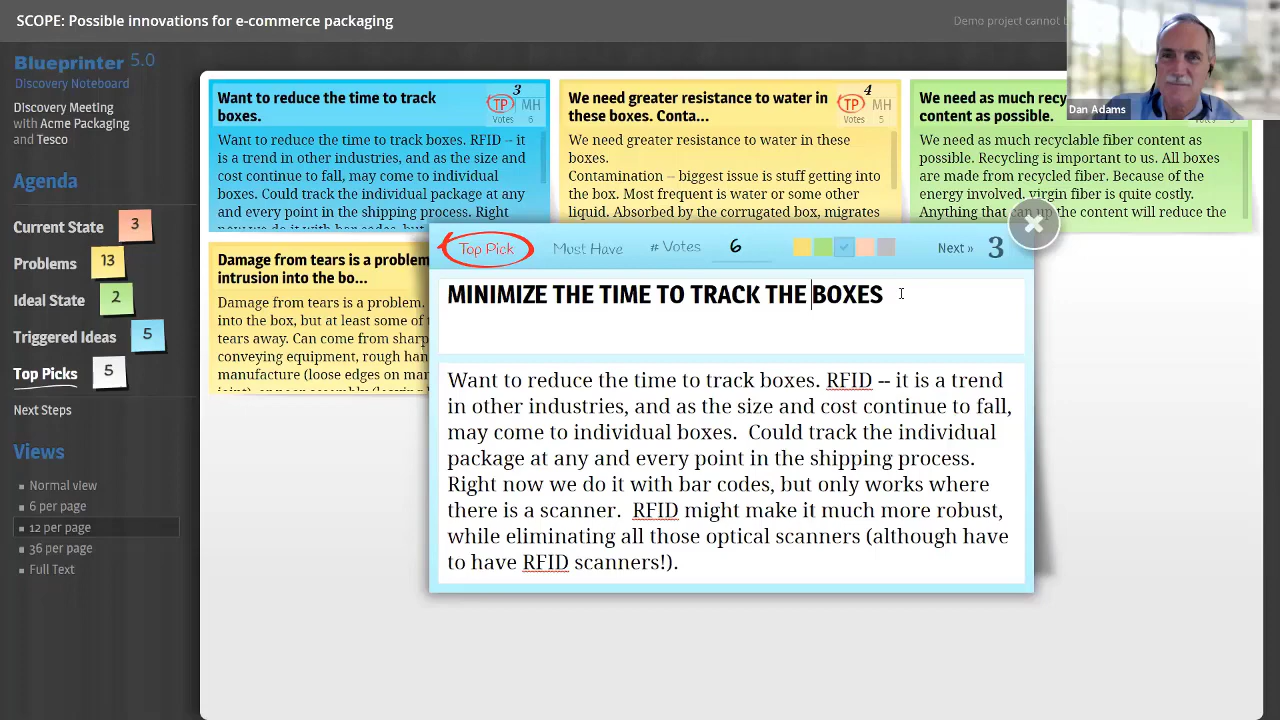 SCOPE: Possible innovations for e-commerce packaging
Demo project cannot
Blueprinter 5.0
Discovery Noteboard
Discovery Meeting
with Acme Packaging
and Tesco
Agenda
Current State 3
Problems 13
Ideal State 2
Triggered Ideas 5
Top Picks 5
Next Steps
Views
Normal view
6 per page
12 per page
36 per page
Full Text
Want to reduce the time to track
boxes.
TP 3 MH
Votes 6
Want to reduce the time to track boxes. RFID -- it
is a trend in other industries, and as the size and
cost continue to fall, may come to individual
boxes. Could track the individual package at any
and every point in the shipping process. Right
now we do it with bar codes, but
We need greater resistance to water in
these boxes. Conta...
TP 4 MH
Votes 5
We need greater resistance to water in these
boxes.
Contamination -- biggest issue is stuff getting into
the box. Most frequent is water or some other
liquid. Absorbed by the corrugated box, migrates
We need as much
content as possible.
Dan Adams
We need as much recyclable fiber content as
possible. Recycling is important to us. All boxes
are made from recycled fiber. Because of the
energy involved, virgin fiber is quite costly.
Anything that can up the content will reduce the
Damage from tears is a problem
intrusion into the bo...
Damage from tears is a problem.
into the box, but at least some of
tears away. Can come from sharp
conveying equipment, rough
manufacture (loose edges on
Top Pick Must Have # Votes 6 Next » 3
MINIMIZE THE TIME TO TRACK THE BOXES
Want to reduce the time to track boxes. RFID -- it is a trend
in other industries, and as the size and cost continue to fall,
may come to individual boxes. Could track the individual
package at any and every point in the shipping process.
Right now we do it with bar codes, but only works where
there is a scanner. RFID might make it much more robust,
while eliminating all those optical scanners (although have
to have RFID scanners!).